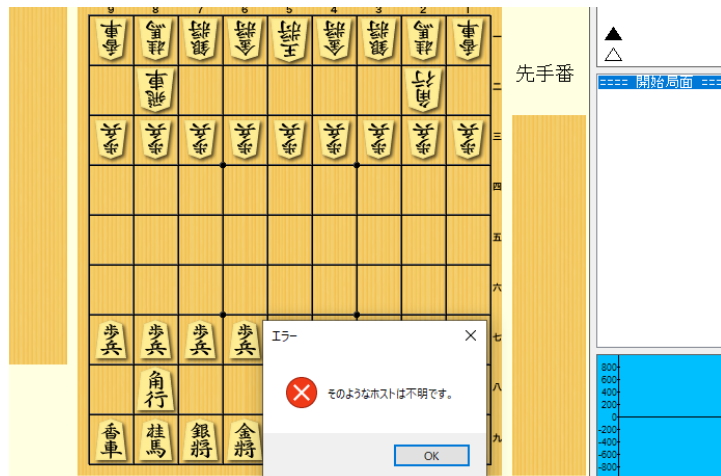 9 8 7 6 5 4 3 2 1
香車 桂馬 銀将 金将 王将 金将 銀将 桂馬 香車 一
飛車 角行 二
歩兵 歩兵 歩兵 歩兵 歩兵 歩兵 歩兵 歩兵 歩兵 三
四
五
六
歩兵 歩兵 歩兵 歩兵 七
角行 八
香車 桂馬 銀将 金将 九
先手番
▲
△
==== 開始局面 ===
エラー
そのようなホストは不明です。
OK
800
600
400
200
0
-200
-400
-600
-800